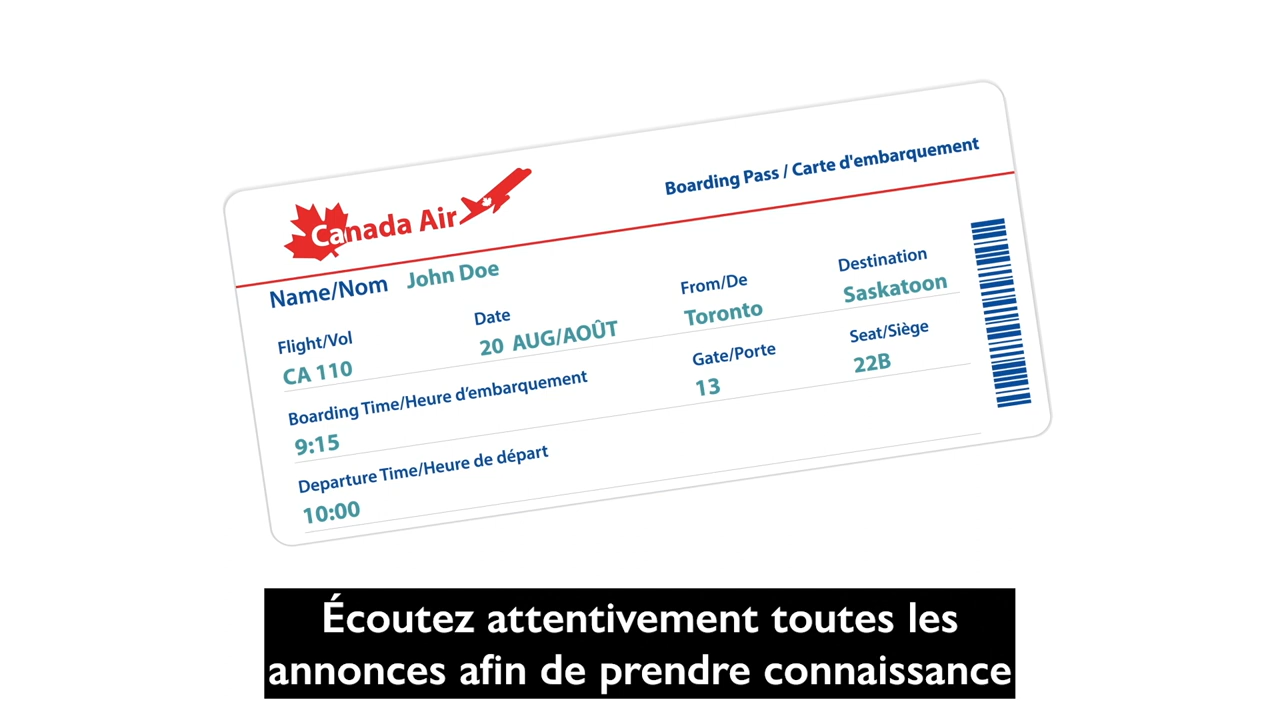 Canada Air
Boarding Pass / Carte d'embarquement
Name/Nom John Doe
Flight/Vol
CA 110
Date
20 AUG/AOÛT
From/De
Toronto
Destination
Saskatoon
Boarding Time/Heure d’embarquement
9:15
Gate/Porte
13
Seat/Siège
22B
Departure Time/Heure de départ
10:00
Écoutez attentivement toutes les
annonces afin de prendre connaissance